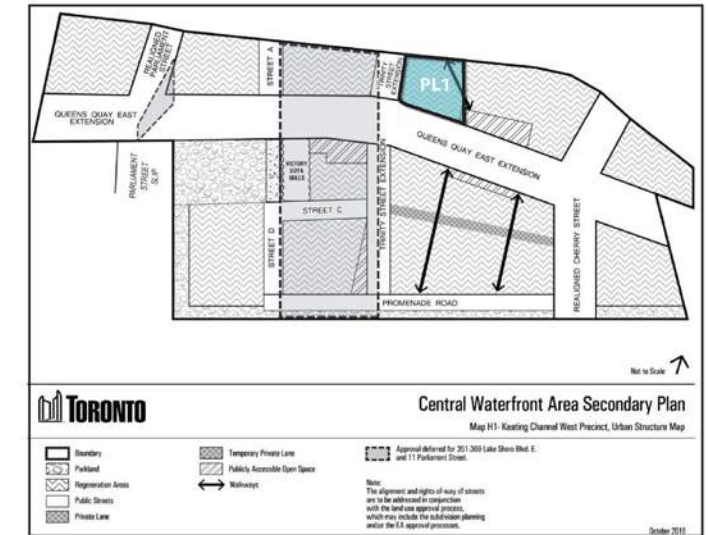 REALIGNED
PARLIAMENT
STREET
STREET A
TRINITY
STREET
EXTENSION
PL1
QUEENS QUAY EAST
EXTENSION
QUEENS QUAY EAST EXTENSION
PARLIAMENT
STREET
SLIP
VICTORY
SOYA
MILLS
STREET C
STREET D
TRINITY STREET EXTENSION
REALIGNED CHERRY STREET
PROMENADE ROAD
Not to Scale
TORONTO
Central Waterfront Area Secondary Plan
Map H1- Keating Channel West Precinct, Urban Structure Map
Boundary
Parkland
Regeneration Areas
Public Streets
Private Lane
Temporary Private Lane
Publicly Accessible Open Space
Walkways
Approval deferred for 351-369 Lake Shore Blvd. E.
and 11 Parliament Street.
Note:
The alignment and rights-of-way of streets
are to be addressed in conjunction
with the land use approval process,
which may include the subdivision planning
and/or the EA approval processes.
October 2010